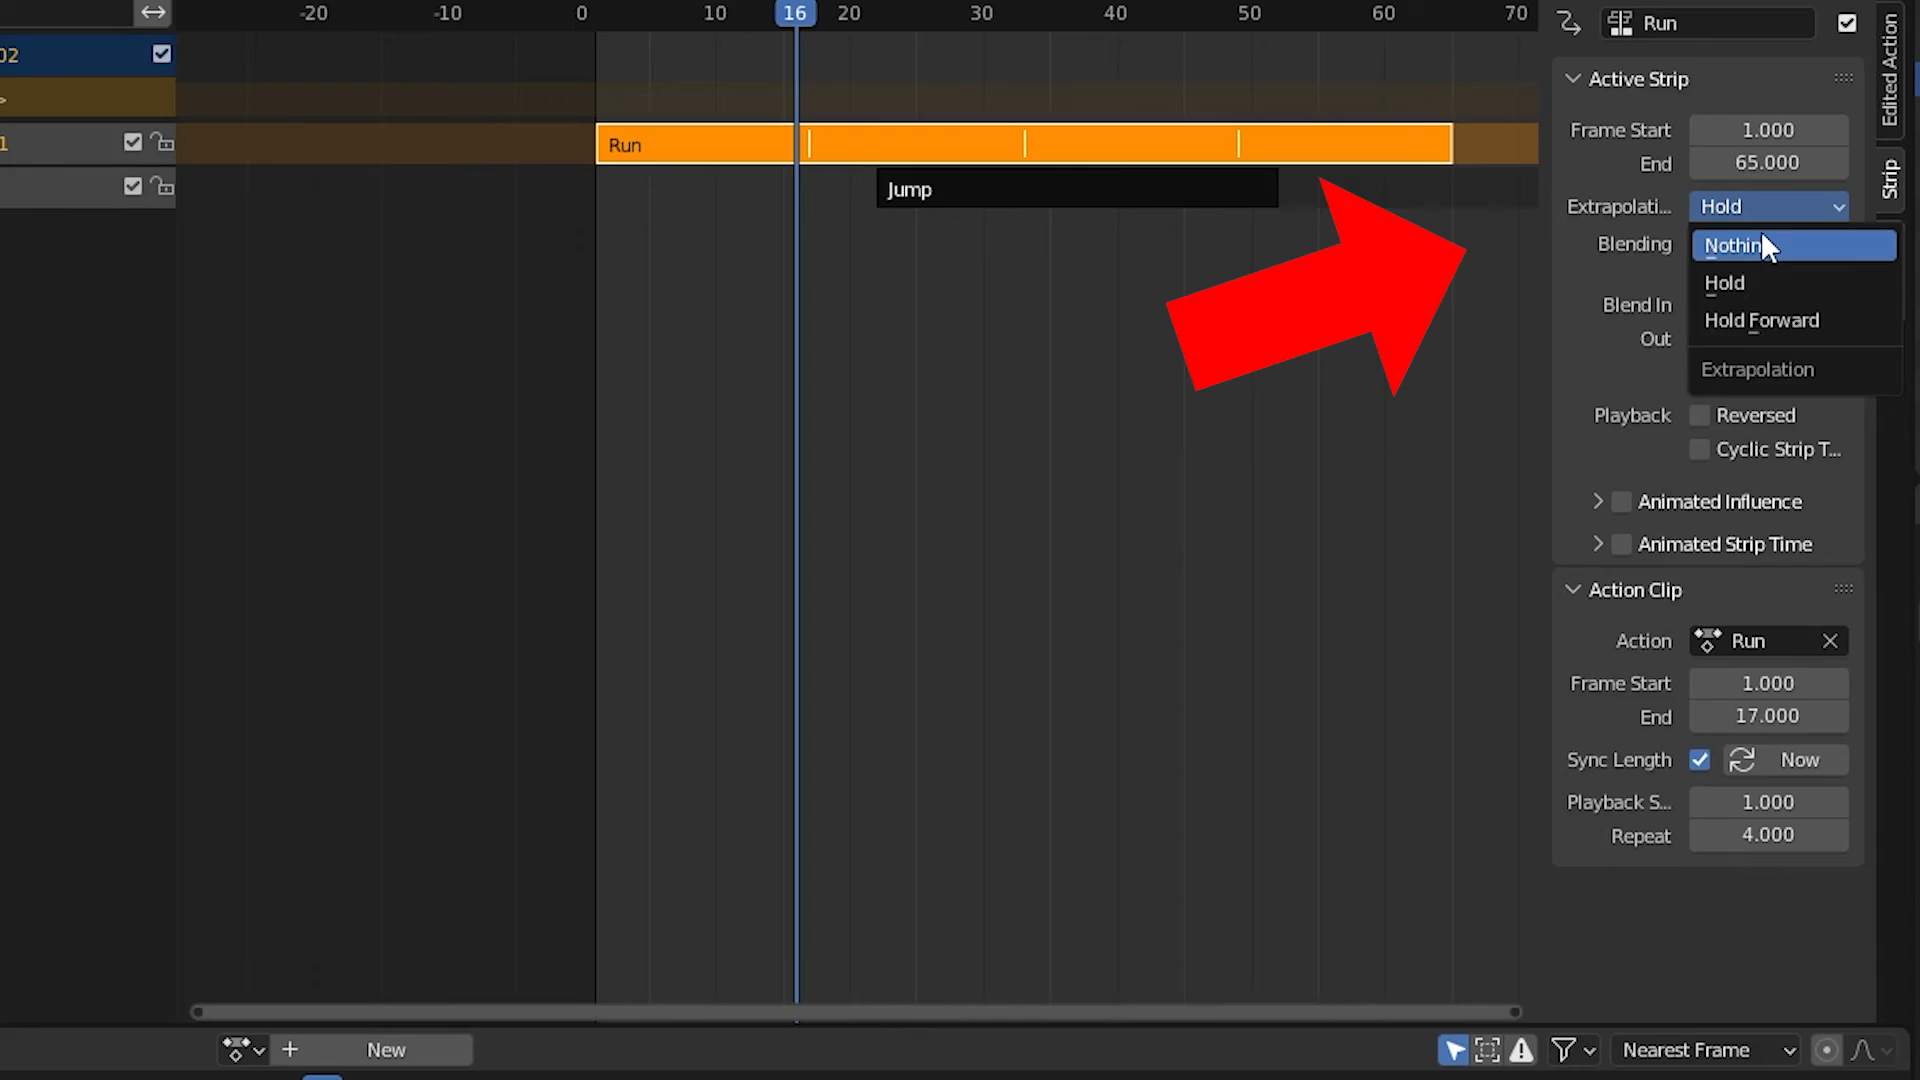 -20 -10 0 10 16 20 30 40 50 60 70
Run
02
Active Strip
Edited Action
Frame Start 1.000
1
Run
End 65.000
Strip
Jump
Extrapolati... Hold
Blending
Nothin
Hold
Blend In
Hold Forward
Out
Extrapolation
Playback Reversed
Cyclic Strip T...
Animated Influence
Animated Strip Time
Action Clip
Action Run
Frame Start 1.000
End 17.000
Sync Length Now
Playback S... 1.000
Repeat 4.000
New
Nearest Frame